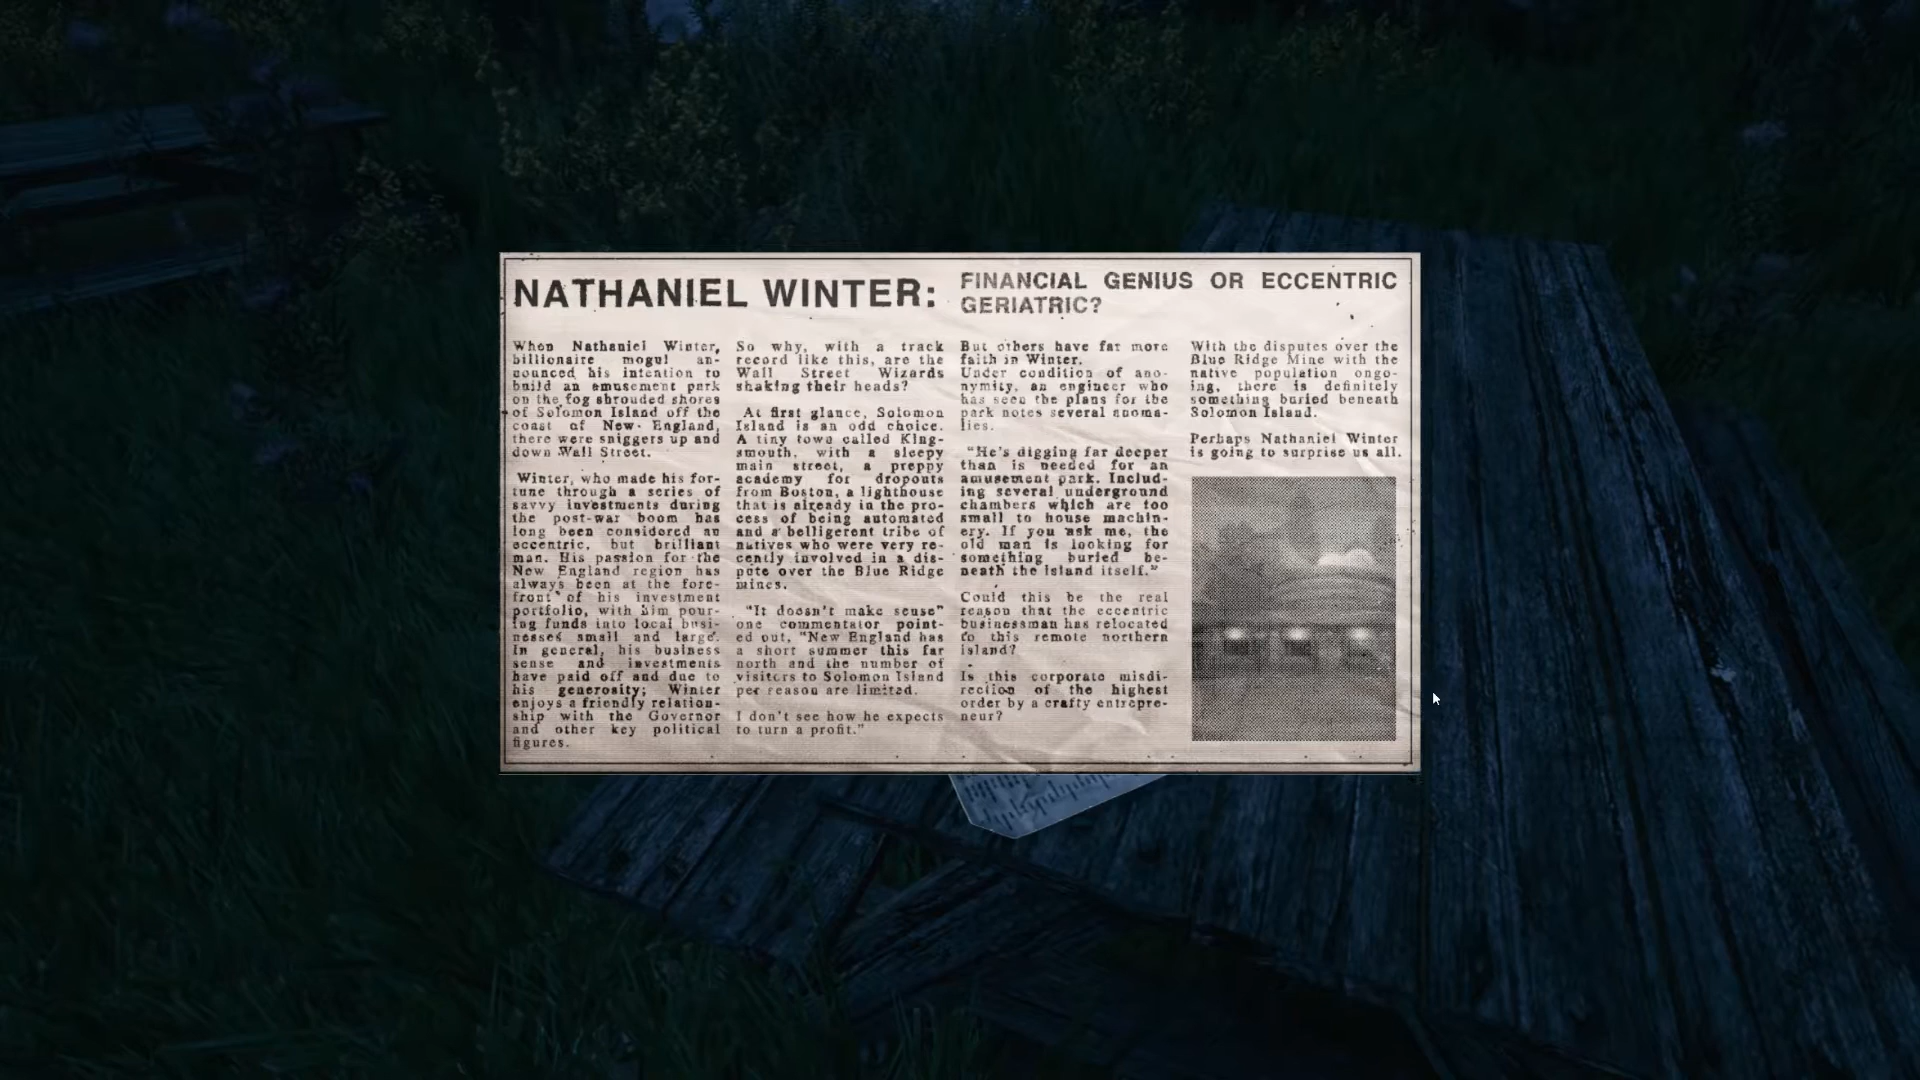 NATHANIEL WINTER:
FINANCIAL GENIUS OR ECCENTRIC
GERIATRIC?
When Nathaniel Winter,
billionaire mogul an-
nounced his intention to
build an amusement park
on the fog shrouded shores
of Solomon Island off the
coast of New England,
there were sniggers up and
down Wall Street.
Winter, who made his for-
tune through a series of
savvy investments during
the post-war boom has
long been considered an
eccentric, but brilliant
man. His passion for the
New England region has
always been at the fore-
front of his investment
portfolio, with him pour-
ing funds into local busi-
nesses small and large.
In general, his business
sense and investments
have paid off and due to
his generosity; Winter
enjoys a friendly relation-
ship with the Governor
and other key political
figures.
So why, with a track
record like this, are the
Wall Street Wizards
shaking their heads?
At first glance, Solomon
Island is an odd choice.
A tiny town called King-
smouth, with a sleepy
main street, a preppy
academy for dropouts
from Boston, a lighthouse
that is already in the pro-
cess of being automated
and a belligerent tribe of
natives who were very re-
cently involved in a dis-
pute over the Blue Ridge
mines.
"It doesn't make sense"
one commentator point-
ed out, "New England has
a short summer this far
north and the number of
visitors to Solomon Island
per reason are limited.
I don't see how he expects
to turn a profit."
But others have far more
faith in Winter.
Under condition of ano-
nymity, an engineer who
has seen the plans for the
park notes several anoma-
lies.
"He's digging far deeper
than is needed for an
amusement park. Includ-
ing several underground
chambers which are too
small to house machin-
ery. If you ask me, the
old man is looking for
something buried be-
neath the island itself."
Could this be the real
reason that the eccentric
businessman has relocated
to this remote northern
island?
Is this corporate misdi-
rection of the highest
order by a crafty entrepre-
neur?
With the disputes over the
Blue Ridge Mine with the
native population ongo-
ing, there is definitely
something buried beneath
Solomon Island.
Perhaps Nathaniel Winter
is going to surprise us all.